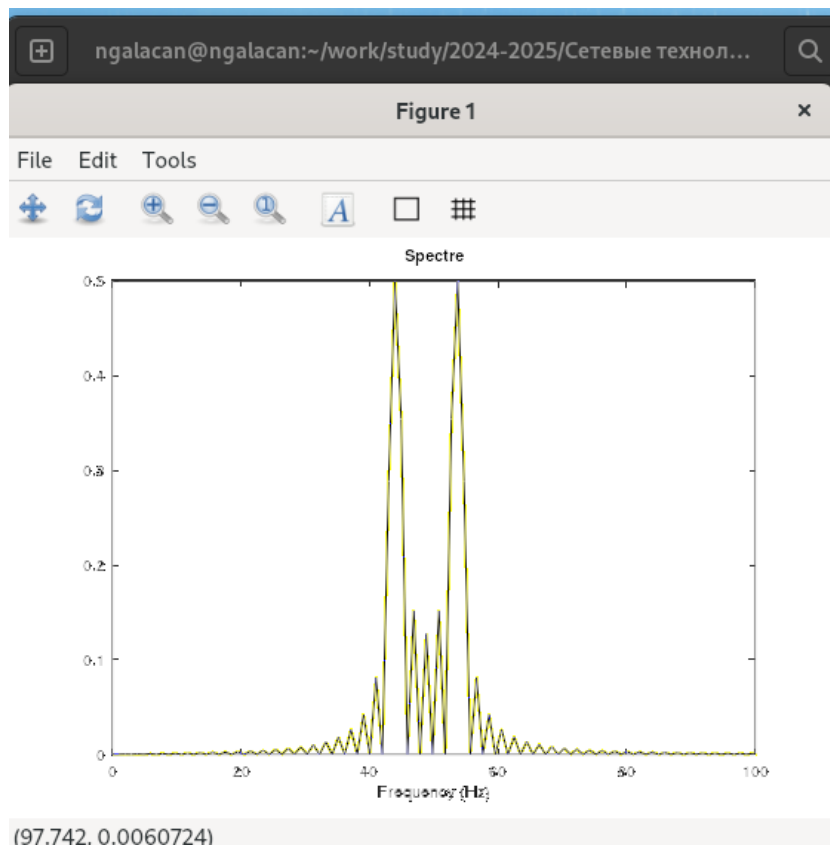 ngalacan@ngalacan:~/work/study/2024-2025/Сетевые технол...
Figure 1
File Edit Tools
A
Spectre
0.5
0.4
0.3
0.2
0.1
0
0 20 40 60 80 100
Frequency (Hz)
(97.742, 0.0060724)